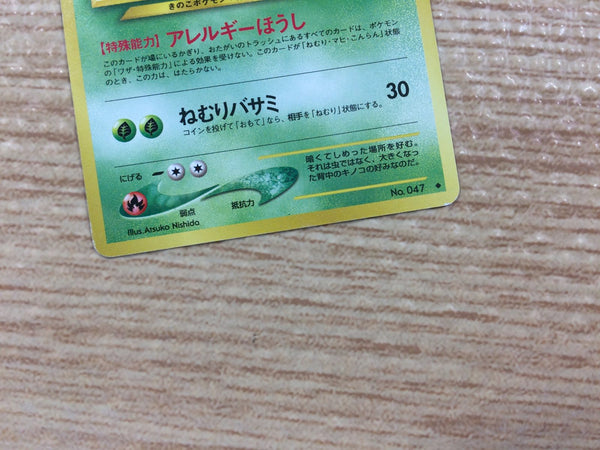 きのこポケモン
【特殊能力】アレルギーほうし
このカードが場にいるかぎり、おたがいのトラッシュにあるすべてのカードは、ポケモン
の「ワザ・特殊能力」による効果を受けない。このカードが「ねむり・マヒ・こんらん」状態
のとき、この力は、はたらかない。
ねむりバサミ 30
コインを投げて「おもて」なら、相手を「ねむり」状態にする。
にげる
弱点 抵抗力
暗くてしめった場所を好む。
それは虫ではなく、大きくなっ
た背中のキノコの好みなのだ。
Illus. Atsuko Nishida
No. 047